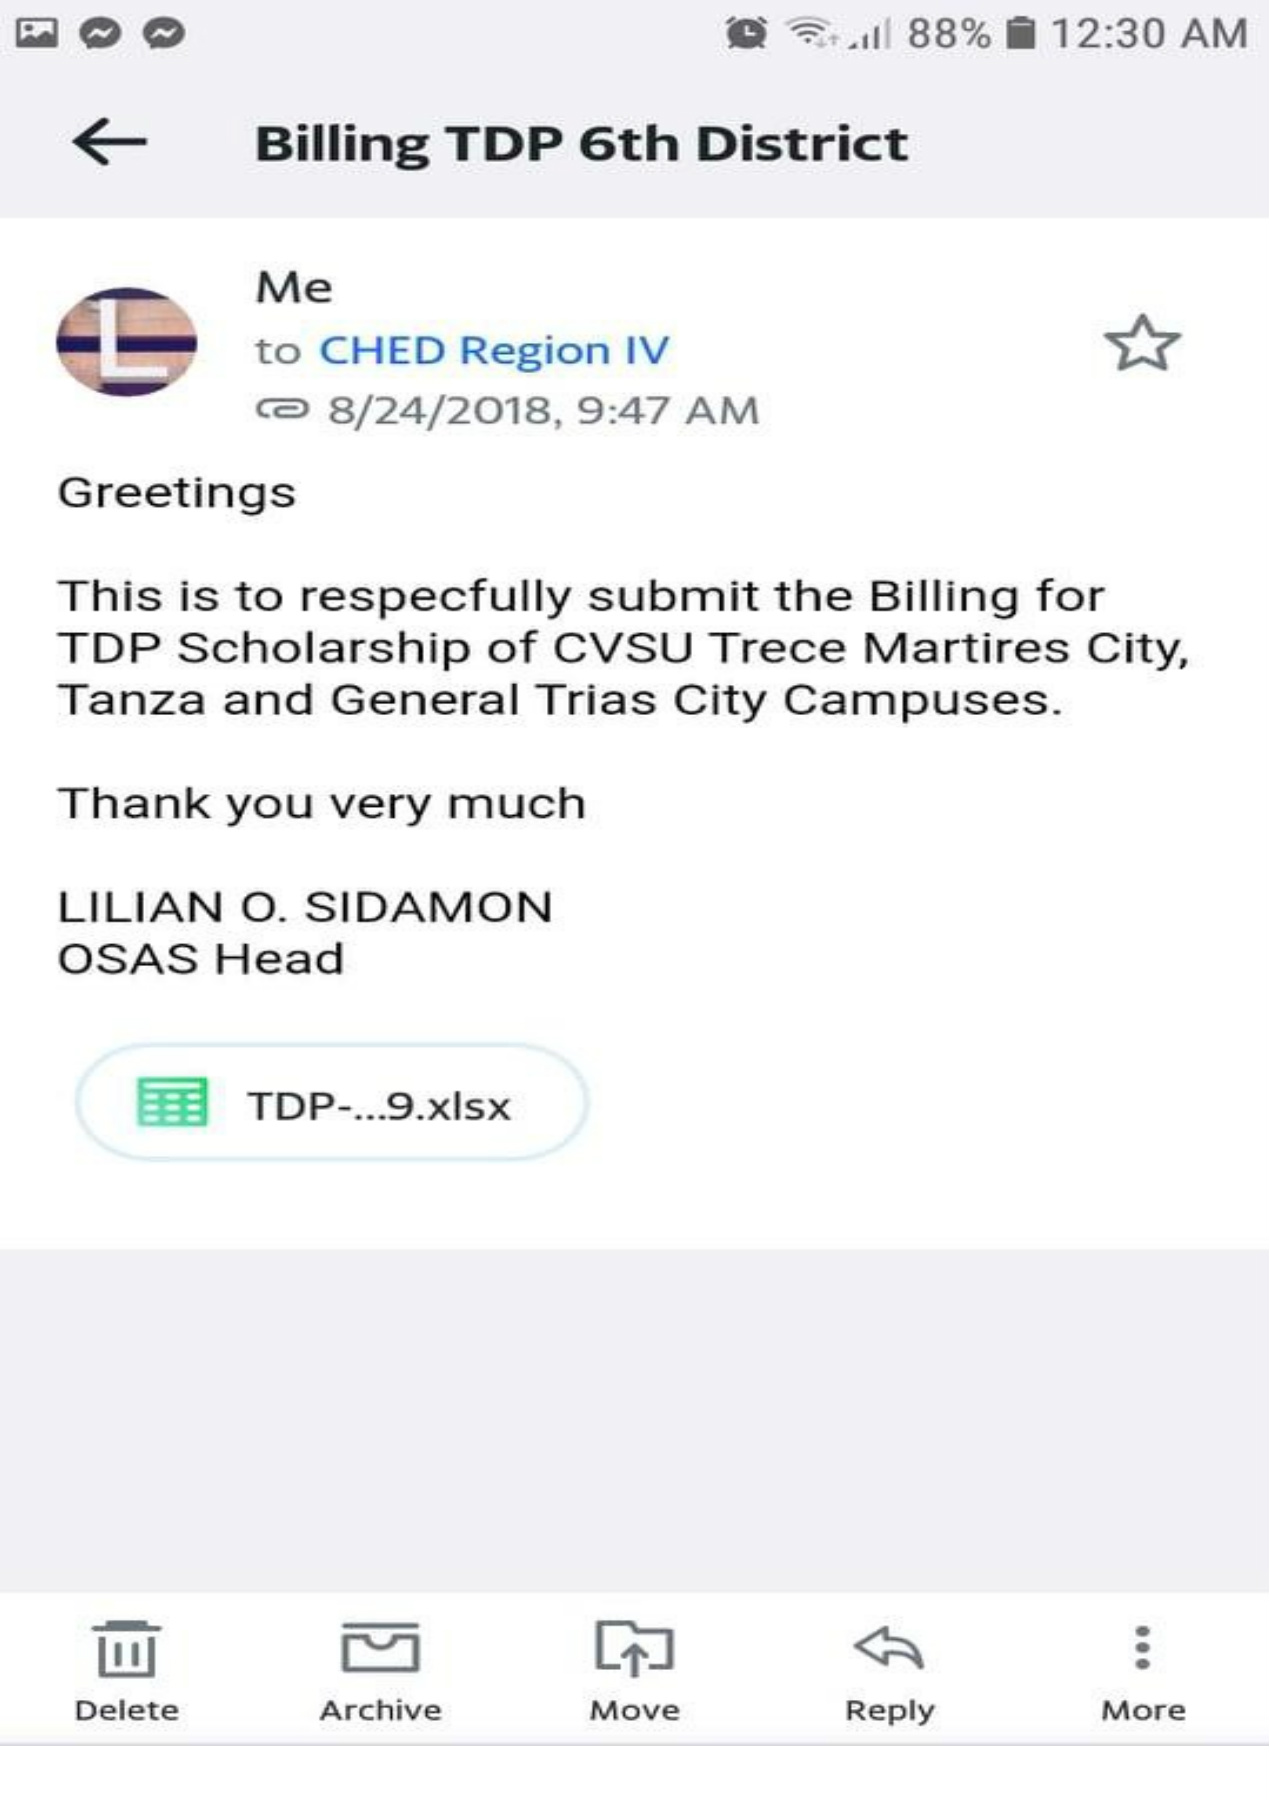 88% 12:30 AM
Billing TDP 6th District
L
Me
to CHED Region IV
8/24/2018, 9:47 AM
Greetings
This is to respecfully submit the Billing for
TDP Scholarship of CVSU Trece Martires City,
Tanza and General Trias City Campuses.
Thank you very much
LILIAN O. SIDAMON
OSAS Head
TDP-...9.xlsx
Delete Archive Move Reply More